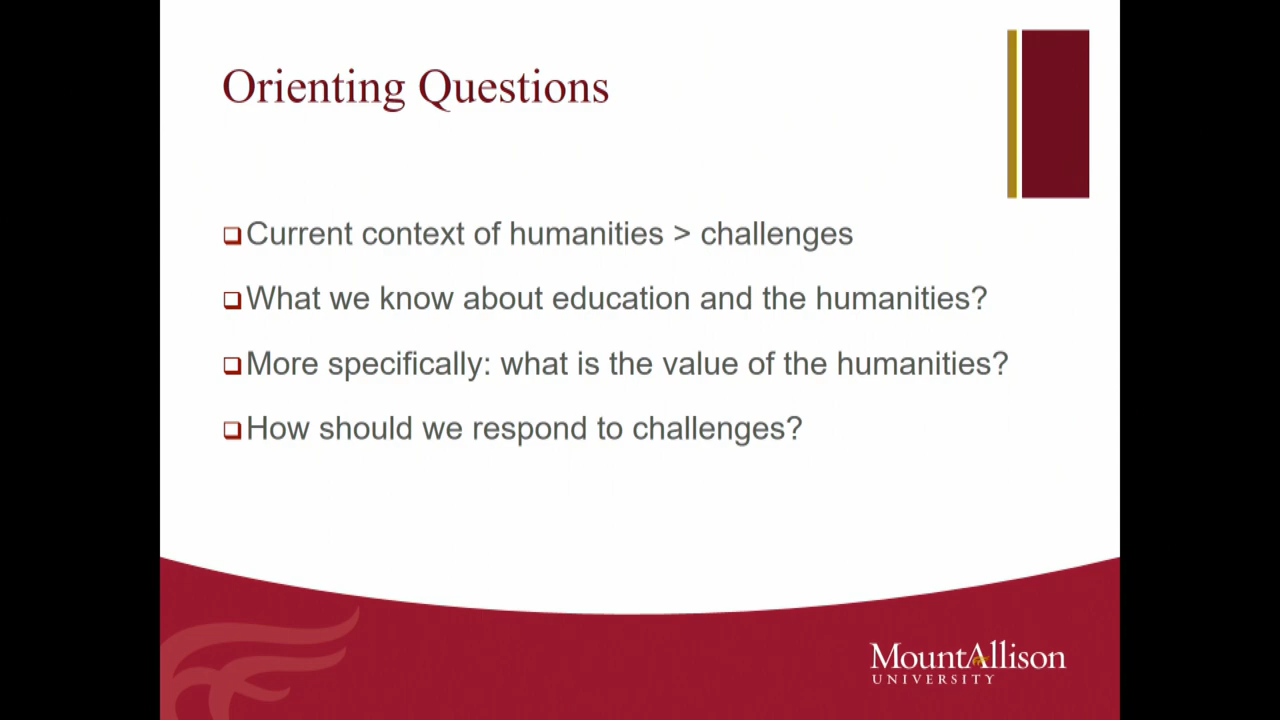 Orienting Questions
Current context of humanities > challenges
What we know about education and the humanities?
More specifically: what is the value of the humanities?
How should we respond to challenges?
MountAllison
UNIVERSITY